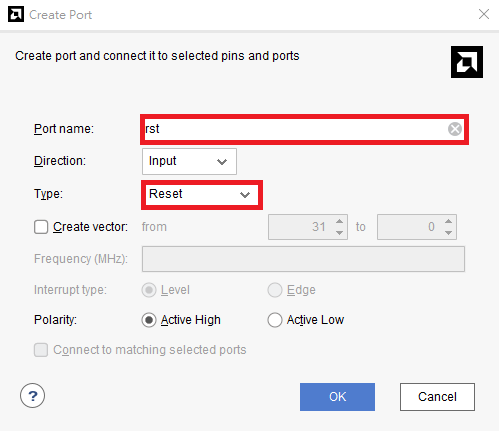 Create Port
Create port and connect it to selected pins and ports
Port name: rst
Direction: Input
Type: Reset
Create vector: from 31 to 0
Frequency (MHz):
Interrupt type: Level Edge
Polarity: Active High Active Low
Connect to matching selected ports
? OK Cancel